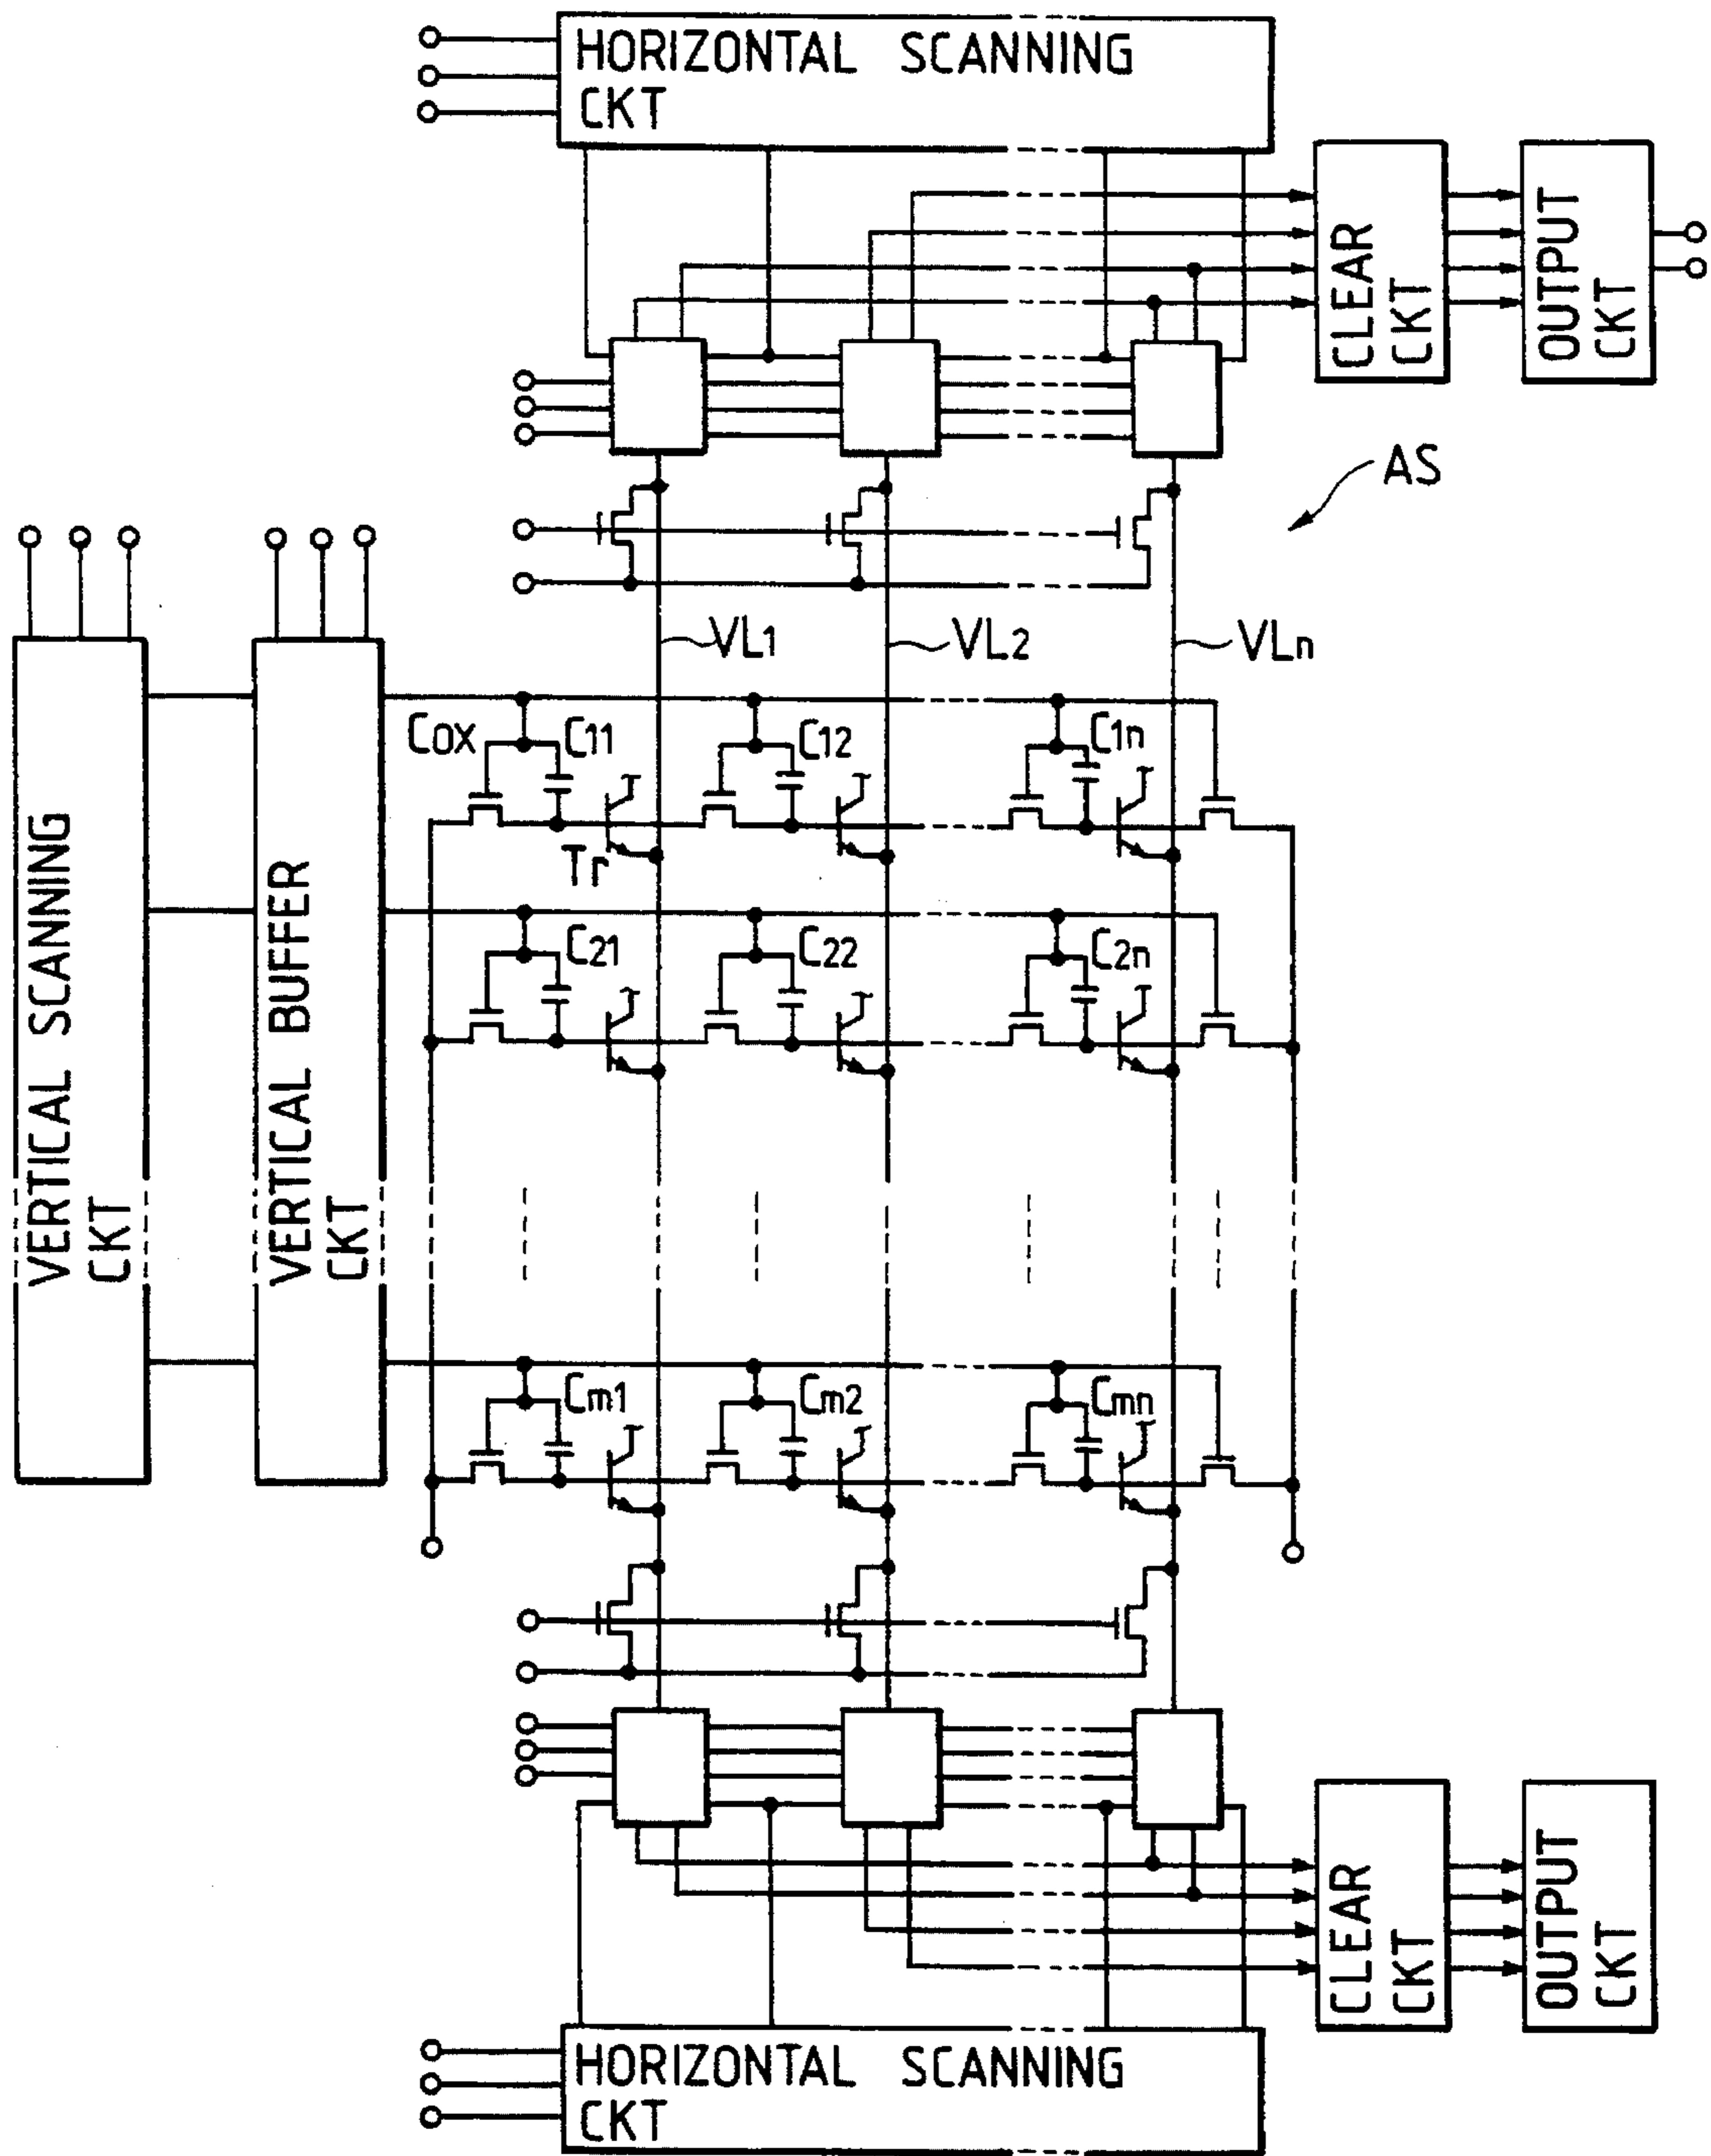 HORIZONTAL SCANNING
CKT
CLEAR
CKT
OUTPUT
CKT
AS
VL1
VL2
VLn
COX
C11
C12
C1n
Tr
C21
C22
C2n
VERTICAL SCANNING
CKT
VERTICAL BUFFER
CKT
Cm1
Cm2
Cmn
CLEAR
CKT
OUTPUT
CKT
HORIZONTAL SCANNING
CKT